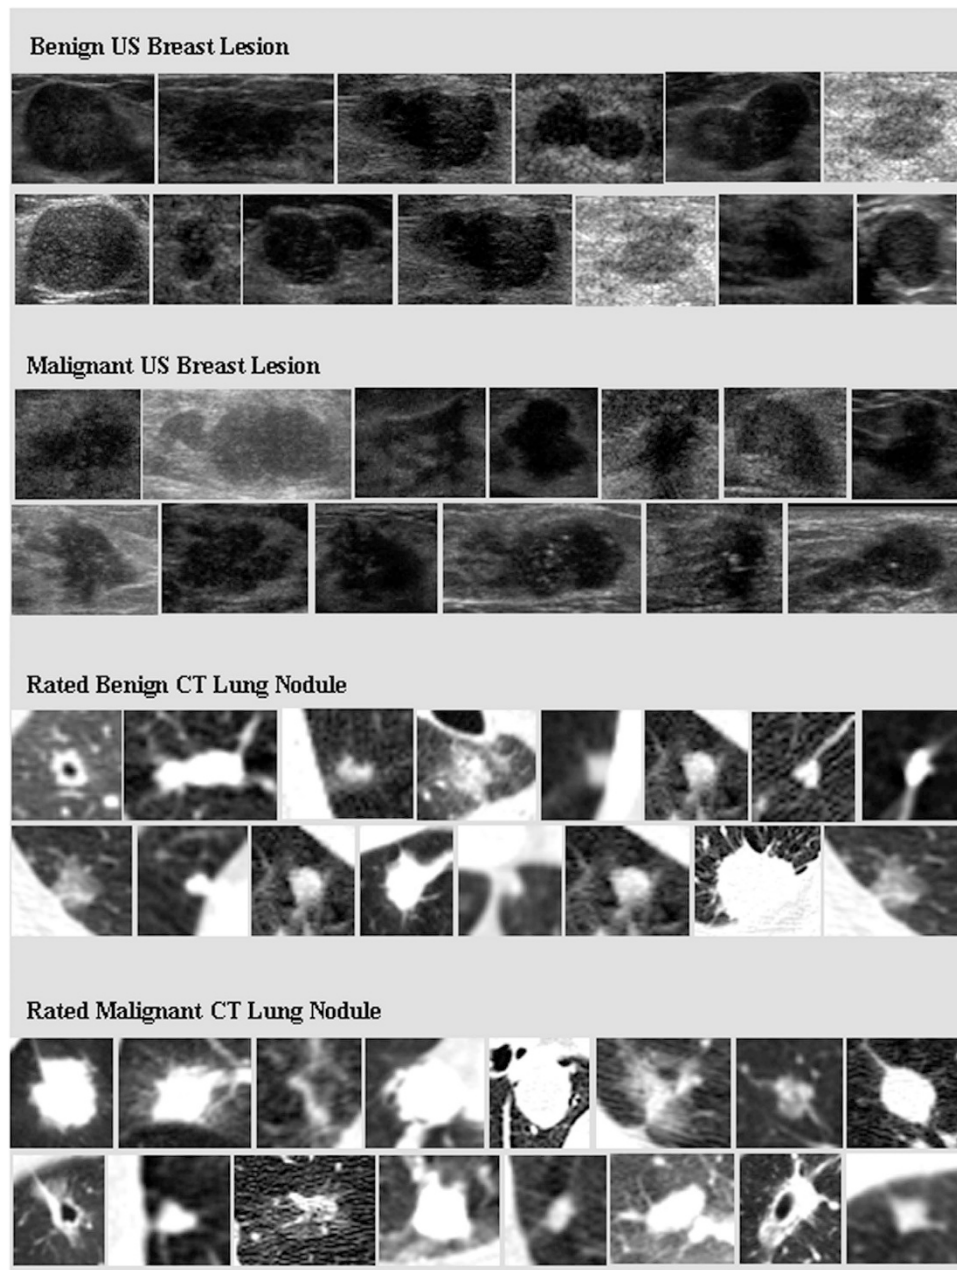 Benign US Breast Lesion
Malignant US Breast Lesion
Rated Benign CT Lung Nodule
Rated Malignant CT Lung Nodule